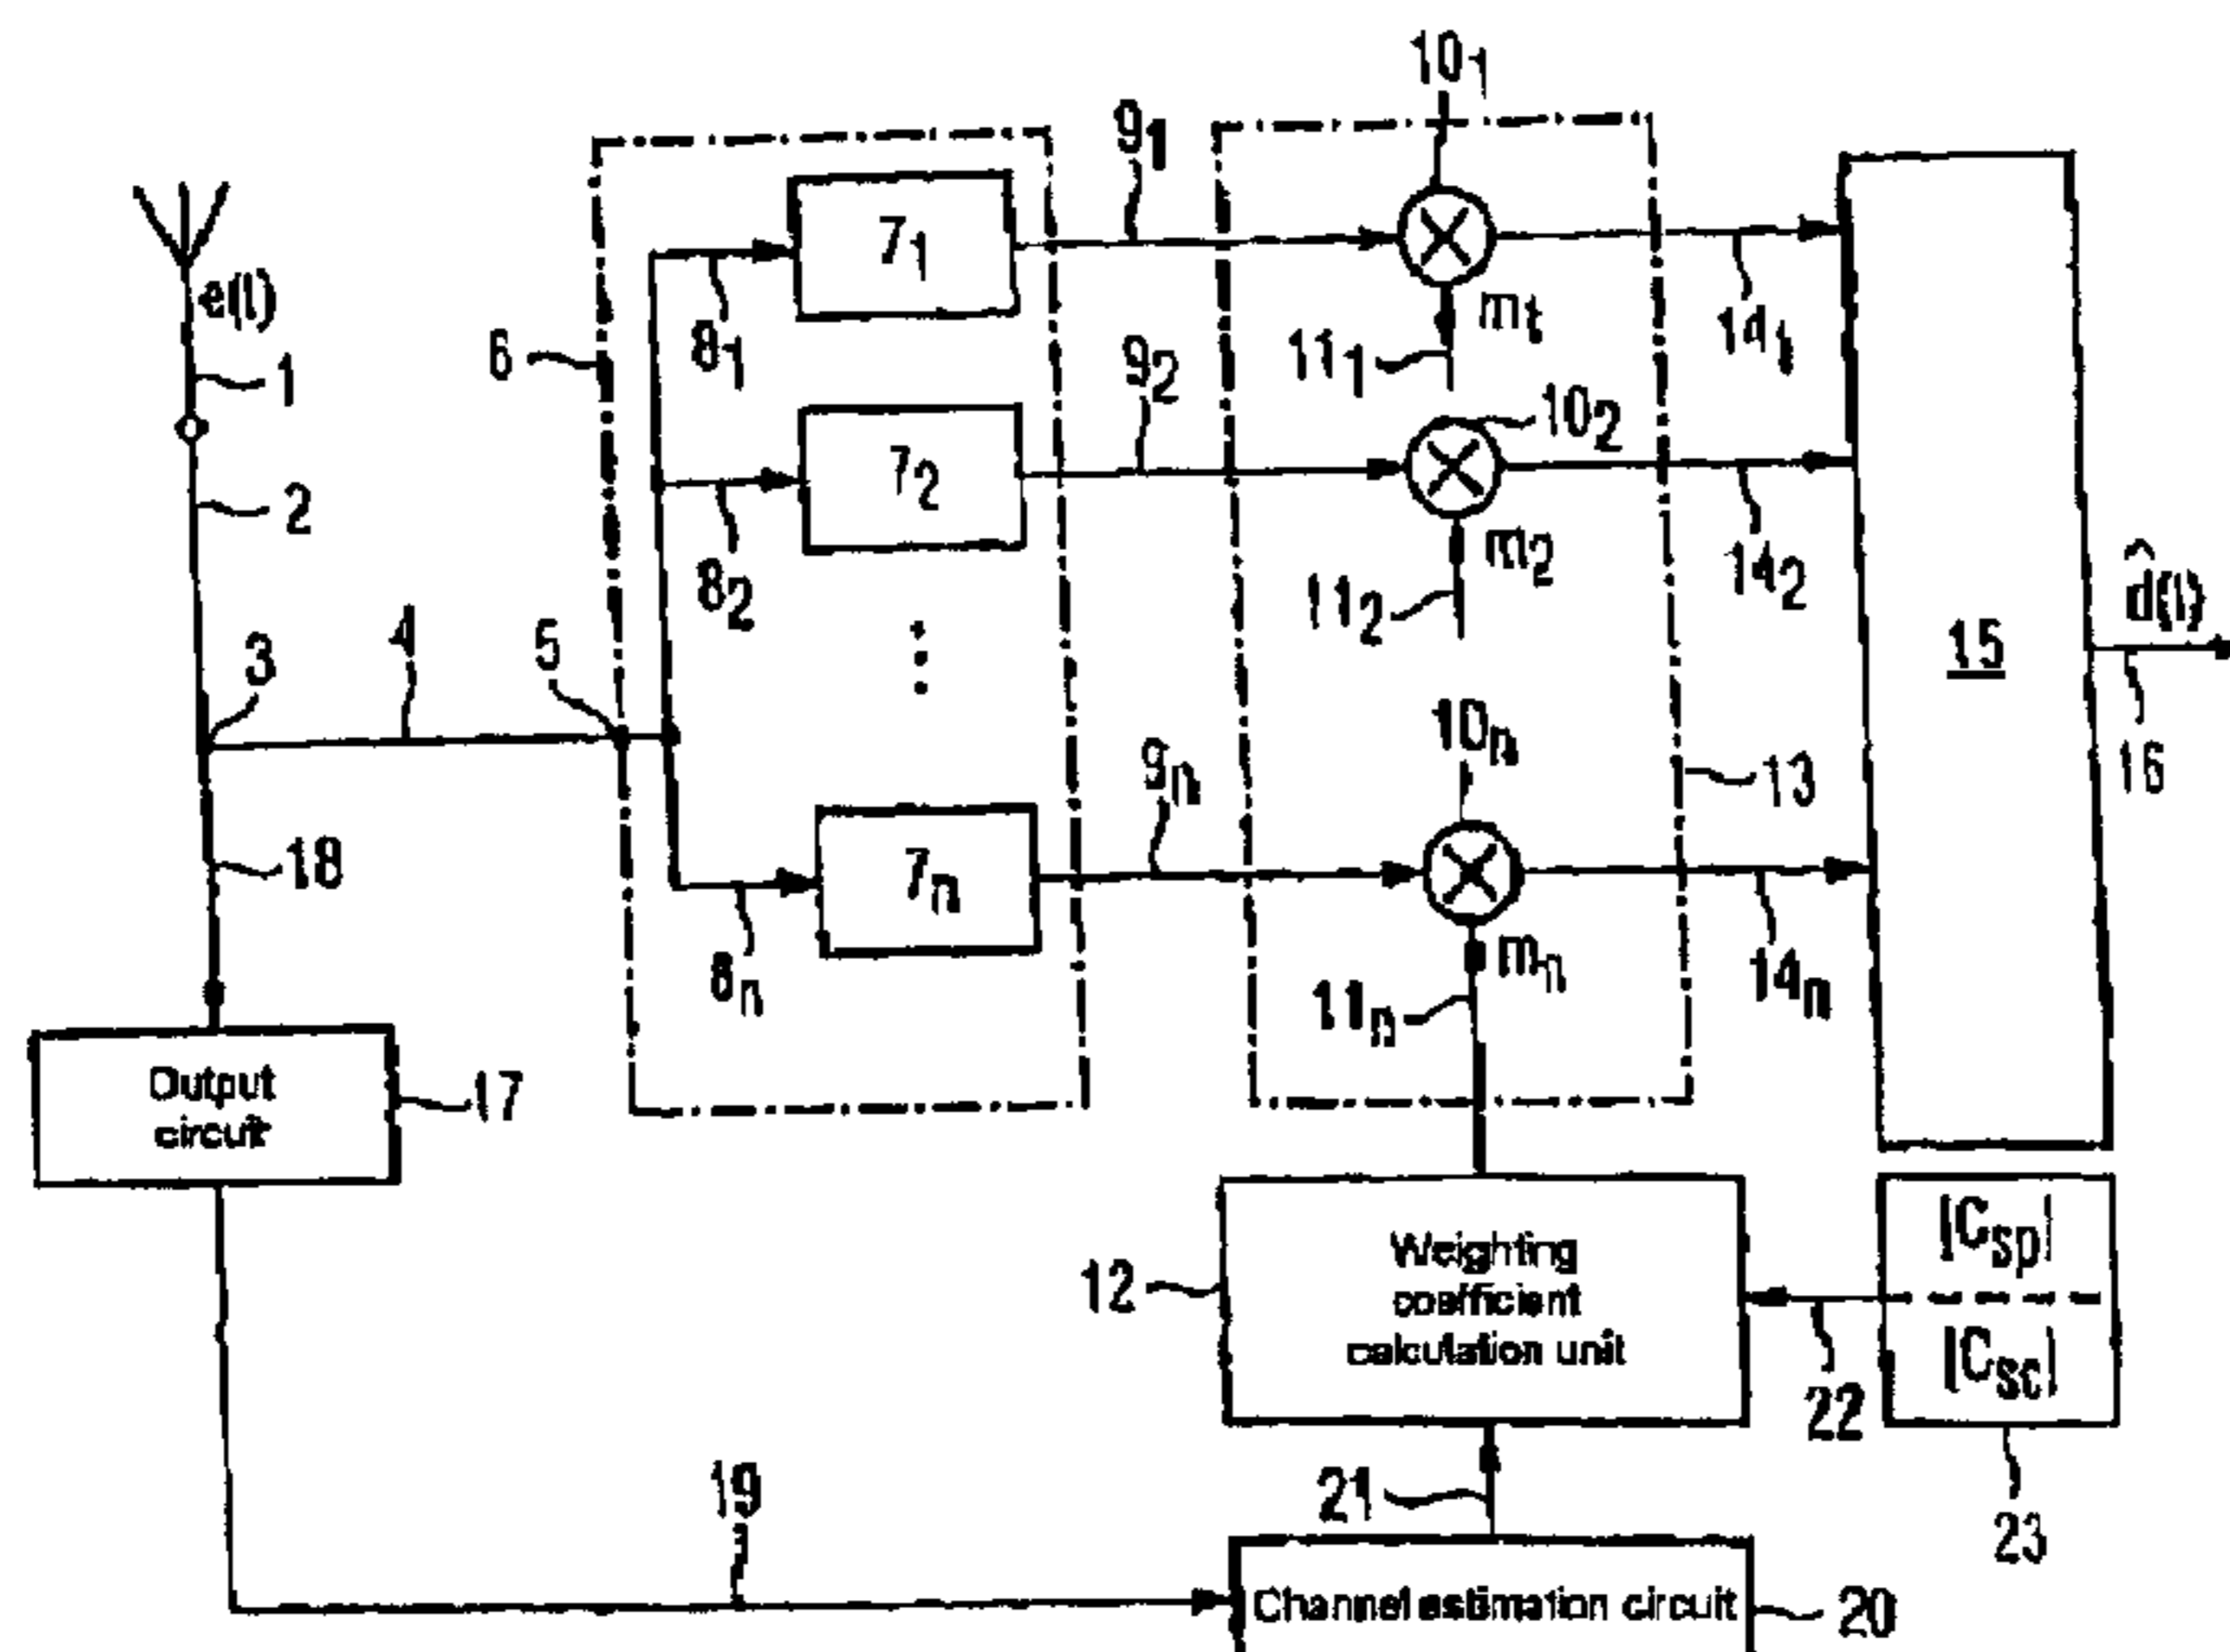 10₁
9₁
7₁
e(l)
8₁
m₁
11₁
14₁
6
1
9₂
10₂
7₂
2
8₂
m₂
11₂
14₂
d̂(l)
15
3
4
5
10ₙ
9ₙ
13
16
7ₙ
18
8ₙ
mₙ
11ₙ
14ₙ
Output
circuit
17
|Csp|
Weighting
coefficient
calculation unit
12
|Csc|
22
19
21
23
Channel estimation circuit
20